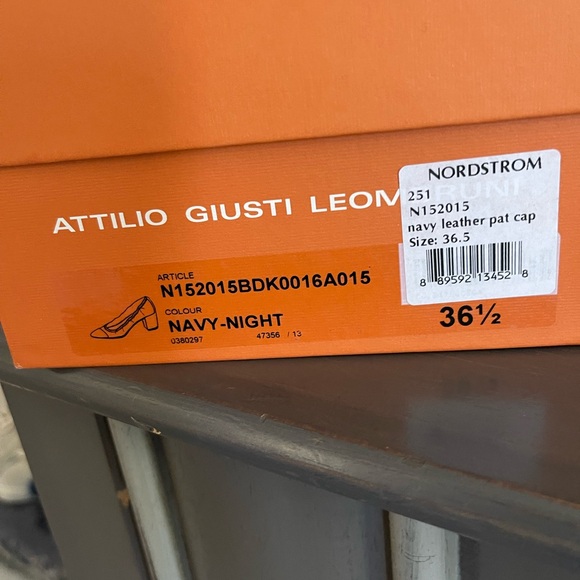 NORDSTROM
251
N152015
navy leather pat cap
Size: 36.5
8 89592 13452 8
ATTILIO GIUSTI LEOM
ARTICLE
N152015BDK0016A015
COLOUR
NAVY-NIGHT
0380297 47356 / 13
36½